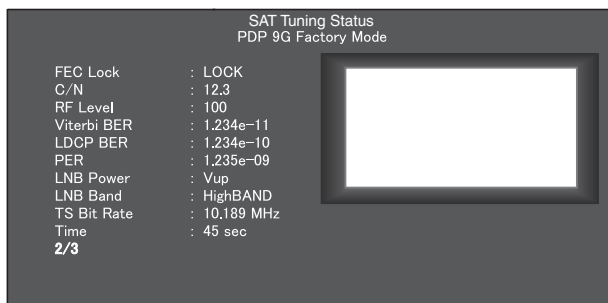 SAT Tuning Status
PDP 9G Factory Mode
FEC Lock : LOCK
C/N : 12.3
RF Level : 100
Viterbi BER : 1.234e-11
LDCP BER : 1.234e-10
PER : 1.235e-09
LNB Power : Vup
LNB Band : HighBAND
TS Bit Rate : 10.189 MHz
Time : 45 sec
2/3